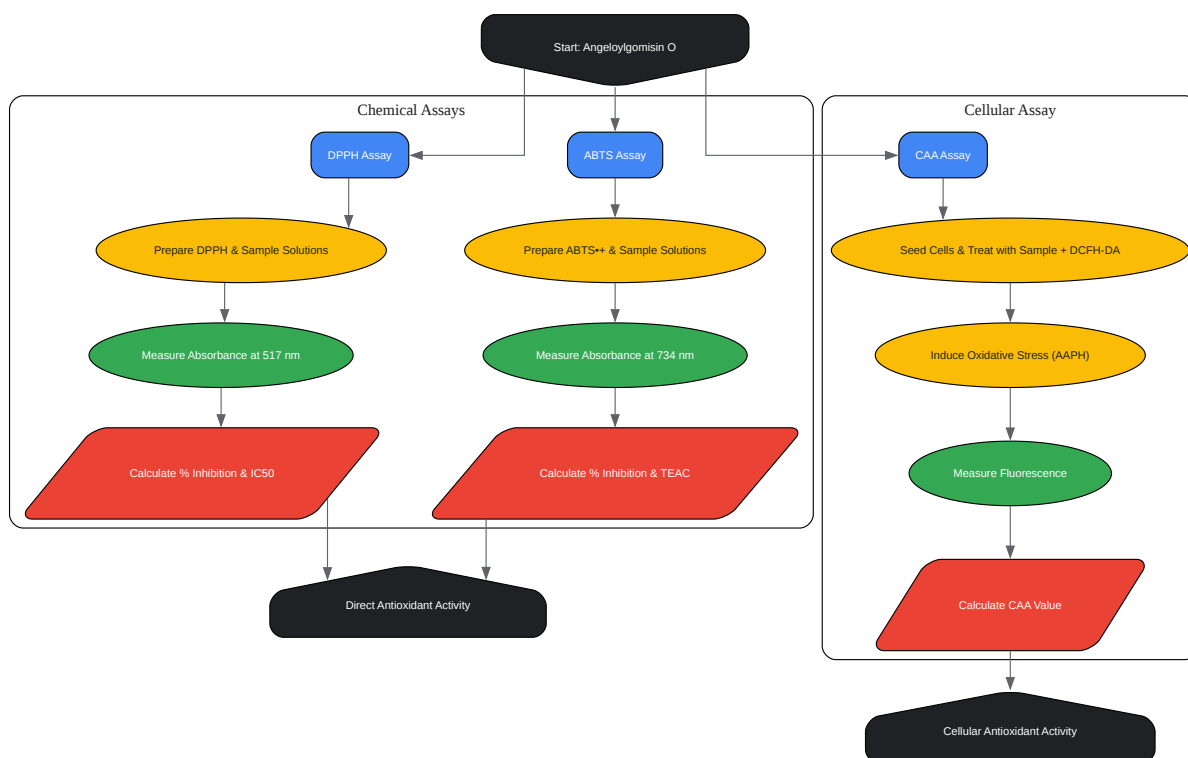 Start: Angeloylgomisin O
Chemical Assays
Cellular Assay
DPPH Assay
ABTS Assay
CAA Assay
Prepare DPPH & Sample Solutions
Prepare ABTS•+ & Sample Solutions
Seed Cells & Treat with Sample + DCFH-DA
Measure Absorbance at 517 nm
Measure Absorbance at 734 nm
Induce Oxidative Stress (AAPH)
Calculate % Inhibition & IC50
Calculate % Inhibition & TEAC
Measure Fluorescence
Direct Antioxidant Activity
Calculate CAA Value
Cellular Antioxidant Activity